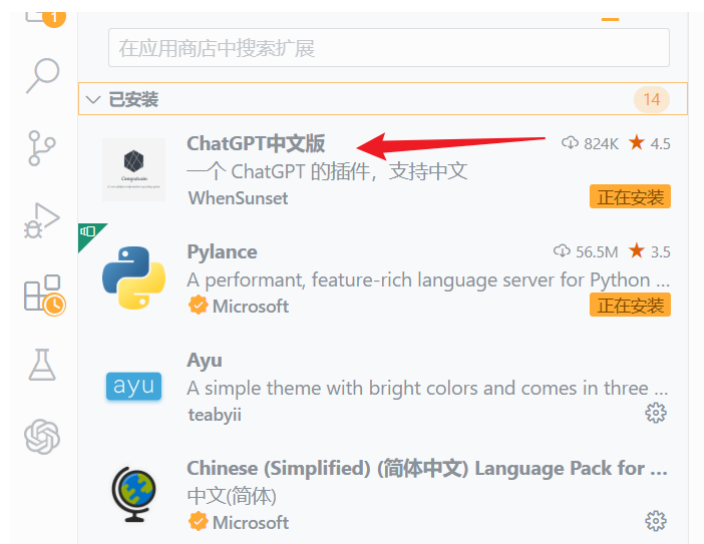 1
在应用商店中搜索扩展
已安装
14
ChatGPT中文版
824K
4.5
一个 ChatGPT 的插件，支持中文
WhenSunset
正在安装
Pylance
56.5M
3.5
A performant, feature-rich language server for Python ...
Microsoft
正在安装
Ayu
ayu
A simple theme with bright colors and comes in three ...
teabyii
Chinese (Simplified) (简体中文) Language Pack for ...
中文(简体)
Microsoft